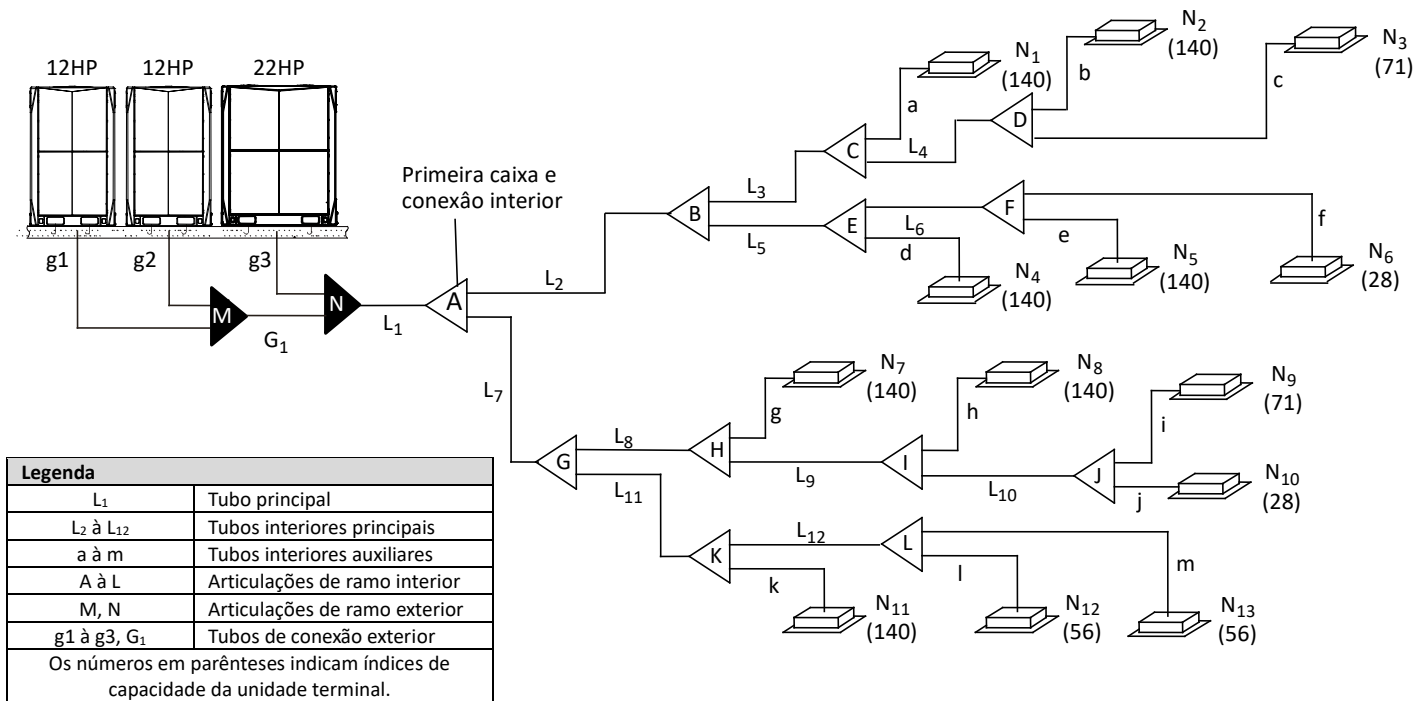 12HP 12HP 22HP
g1 g2 g3
M
N
G1
L1
Primeira caixa e
conexâo interior
A
L2
B
L3
L5
C
a
L4
D
b
c
N1
(140)
N2
(140)
N3
(71)
E
L6
d
F
e
f
N4
(140)
N5
(140)
N6
(28)
L7
G
L8
L11
H
g
L9
I
h
L10
J
i
j
N7
(140)
N8
(140)
N9
(71)
N10
(28)
K
L12
k
L
l
m
N11
(140)
N12
(56)
N13
(56)
Legenda
L1 Tubo principal
L2 à L12 Tubos interiores principais
a à m Tubos interiores auxiliares
A à L Articulações de ramo interior
M, N Articulações de ramo exterior
g1 à g3, G1 Tubos de conexão exterior
Os números em parênteses indicam índices de
capacidade da unidade terminal.